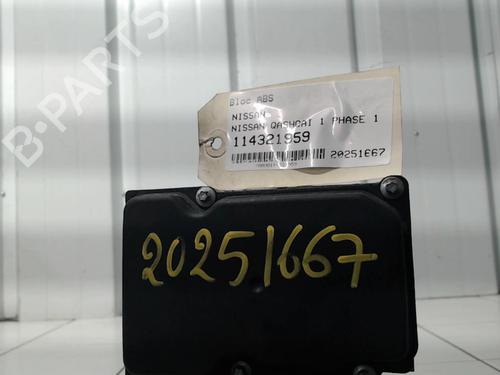 B-PARTS
Bloc ABS
NISSAN
NISSAN QASHQAI 1 PHASE 1
114321959
20251667
20251667